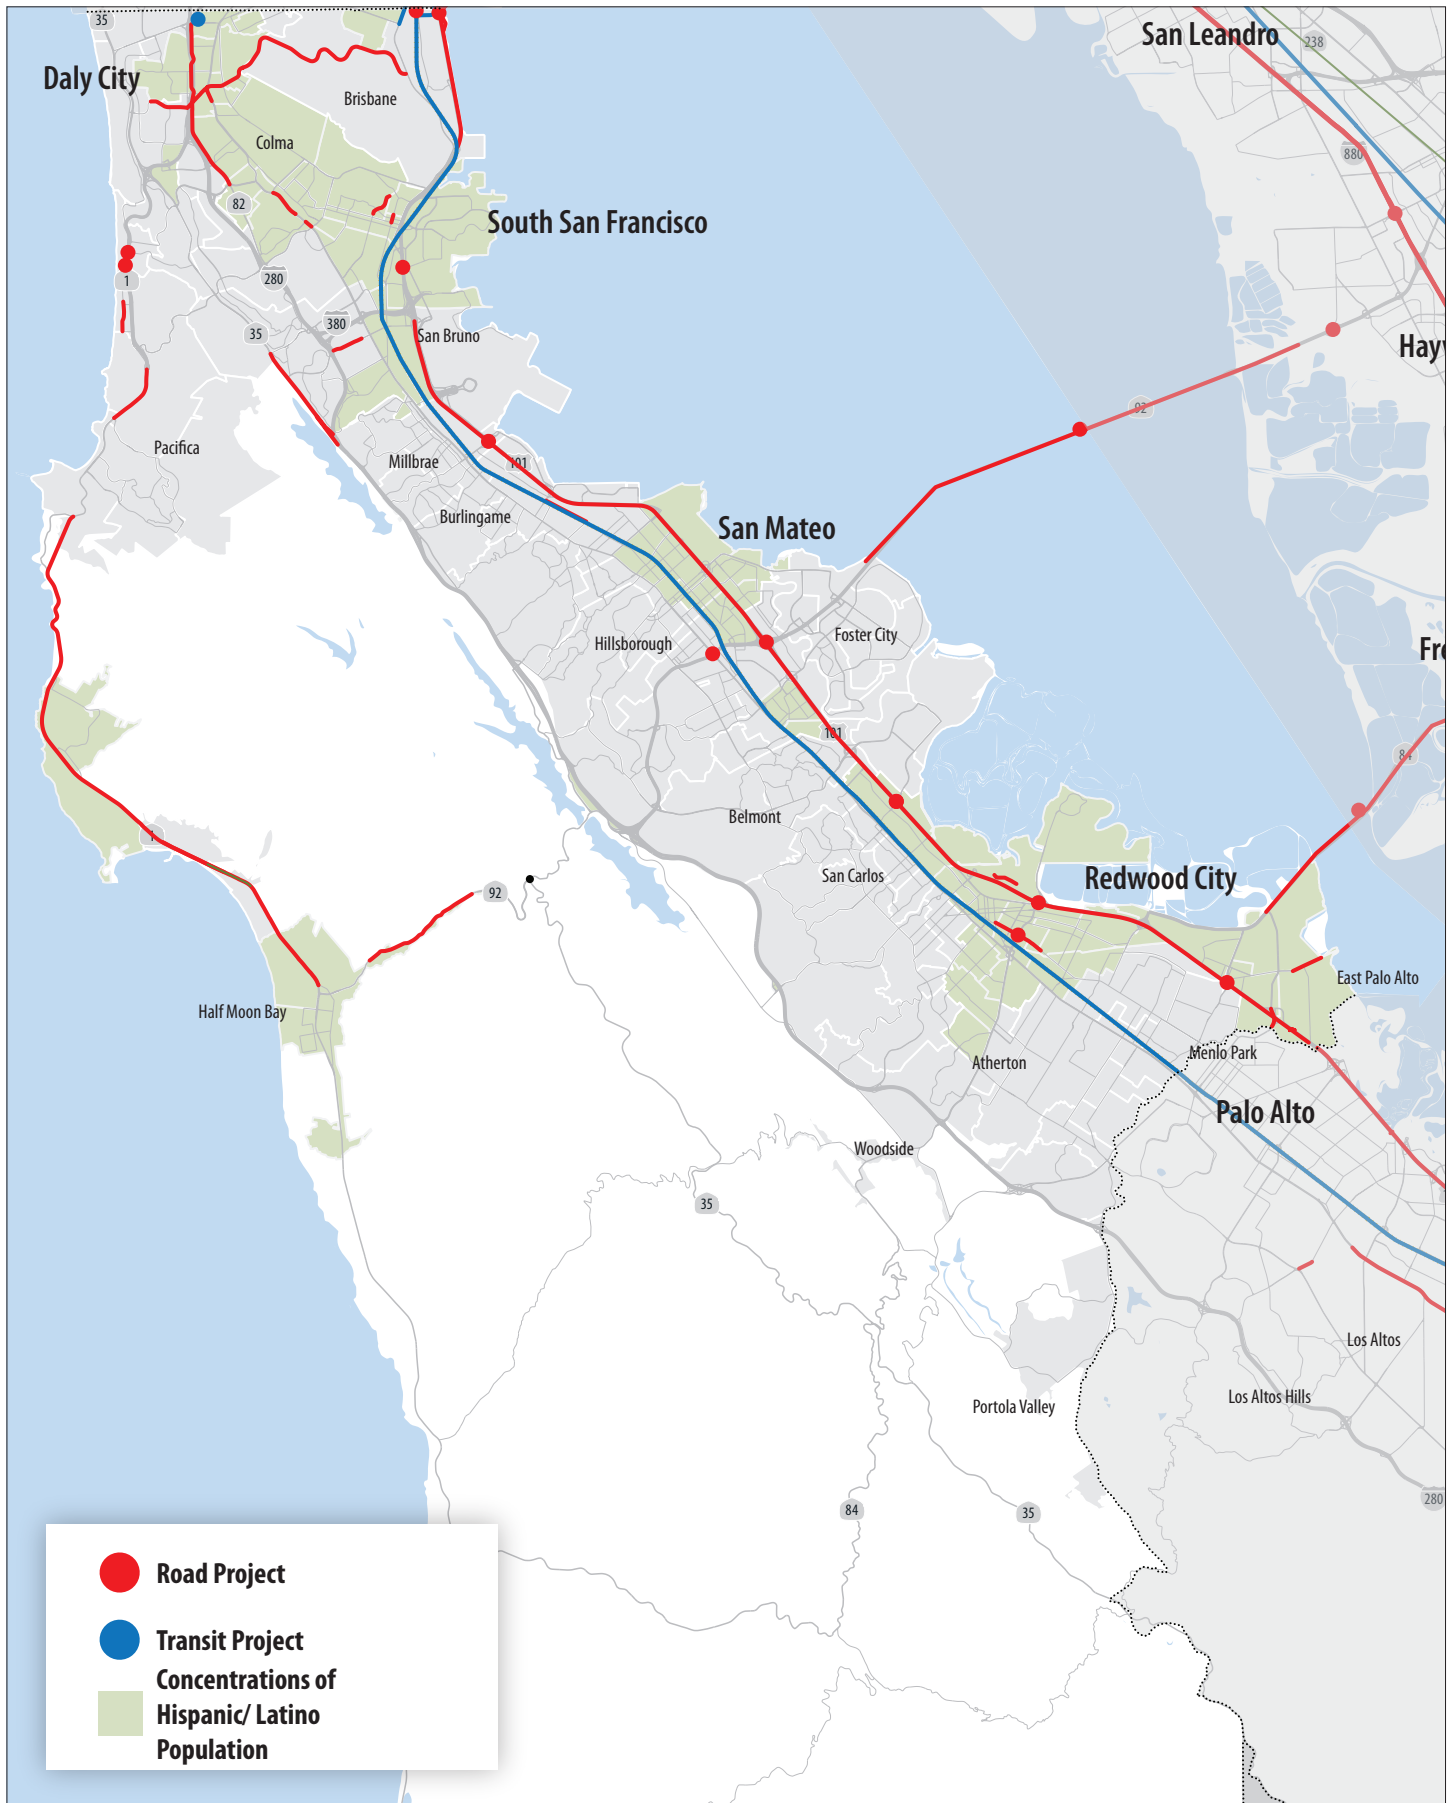 35
San Leandro
238
Daly City
Brisbane
Colma
880
82
South San Francisco
1
280
35
380
San Bruno
Hayw
92
Pacifica
Millbrae
101
Burlingame
San Mateo
Hillsborough
Foster City
Fre
101
84
Belmont
1
San Carlos
Redwood City
92
East Palo Alto
Half Moon Bay
Menlo Park
Atherton
Palo Alto
Woodside
35
Los Altos
Los Altos Hills
Portola Valley
280
84
35
Road Project
Transit Project
Concentrations of
Hispanic/ Latino
Population